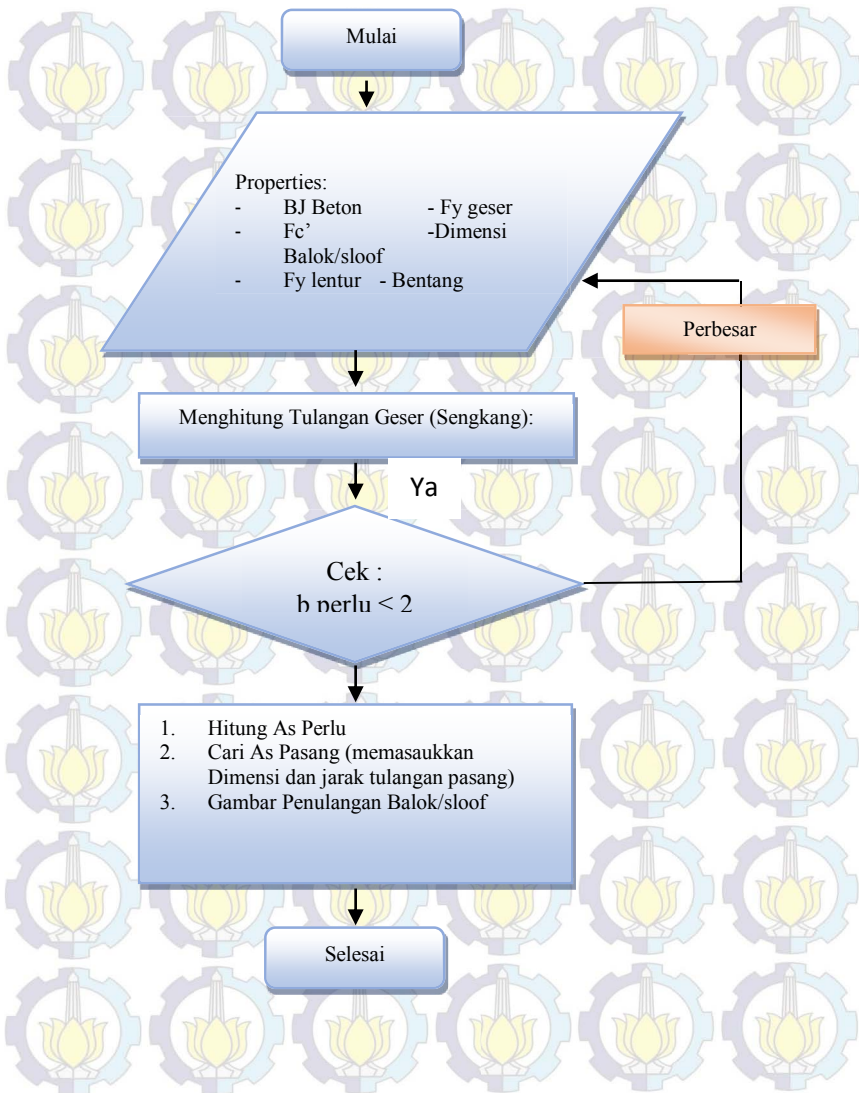 Mulai
Properties:
- BJ Beton - Fy geser
- Fc’ -Dimensi
Balok/sloof
- Fy lentur - Bentang
Perbesar
Menghitung Tulangan Geser (Sengkang):
Ya
Cek :
b perlu < 2
1. Hitung As Perlu
2. Cari As Pasang (memasaukkan
Dimensi dan jarak tulangan pasang)
3. Gambar Penulangan Balok/sloof
Selesai